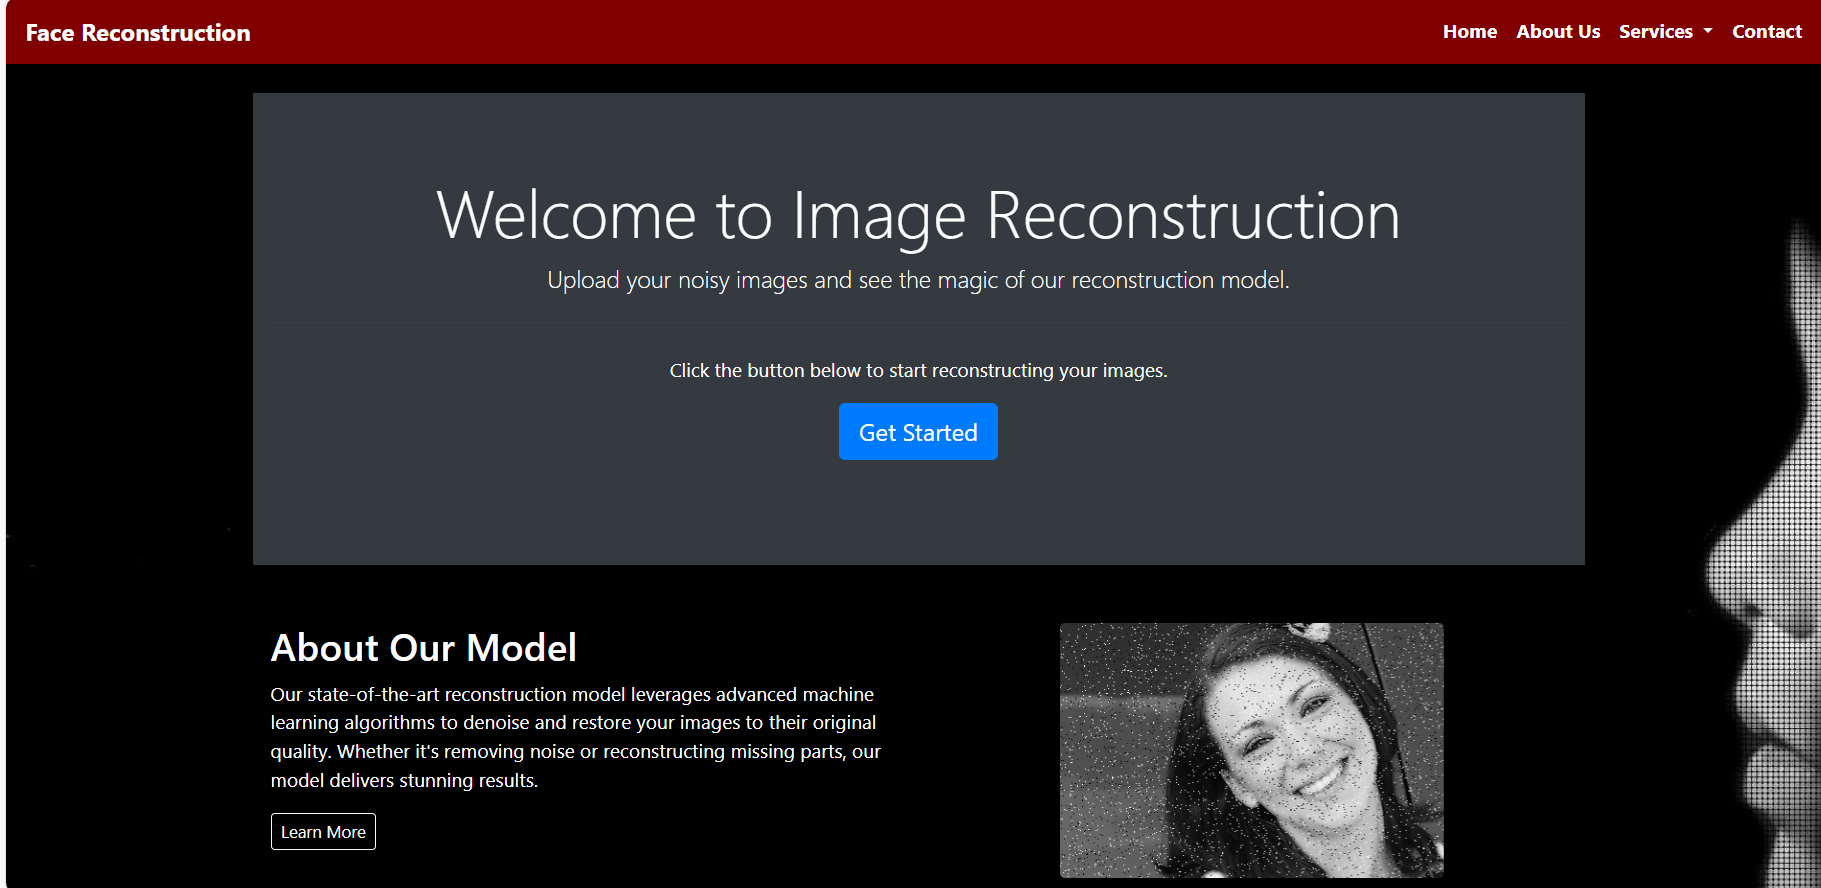 Face Reconstruction
Home About Us Services Contact
Welcome to Image Reconstruction
Upload your noisy images and see the magic of our reconstruction model.
Click the button below to start reconstructing your images.
Get Started
About Our Model
Our state-of-the-art reconstruction model leverages advanced machine
learning algorithms to denoise and restore your images to their original
quality. Whether it's removing noise or reconstructing missing parts, our
model delivers stunning results.
Learn More